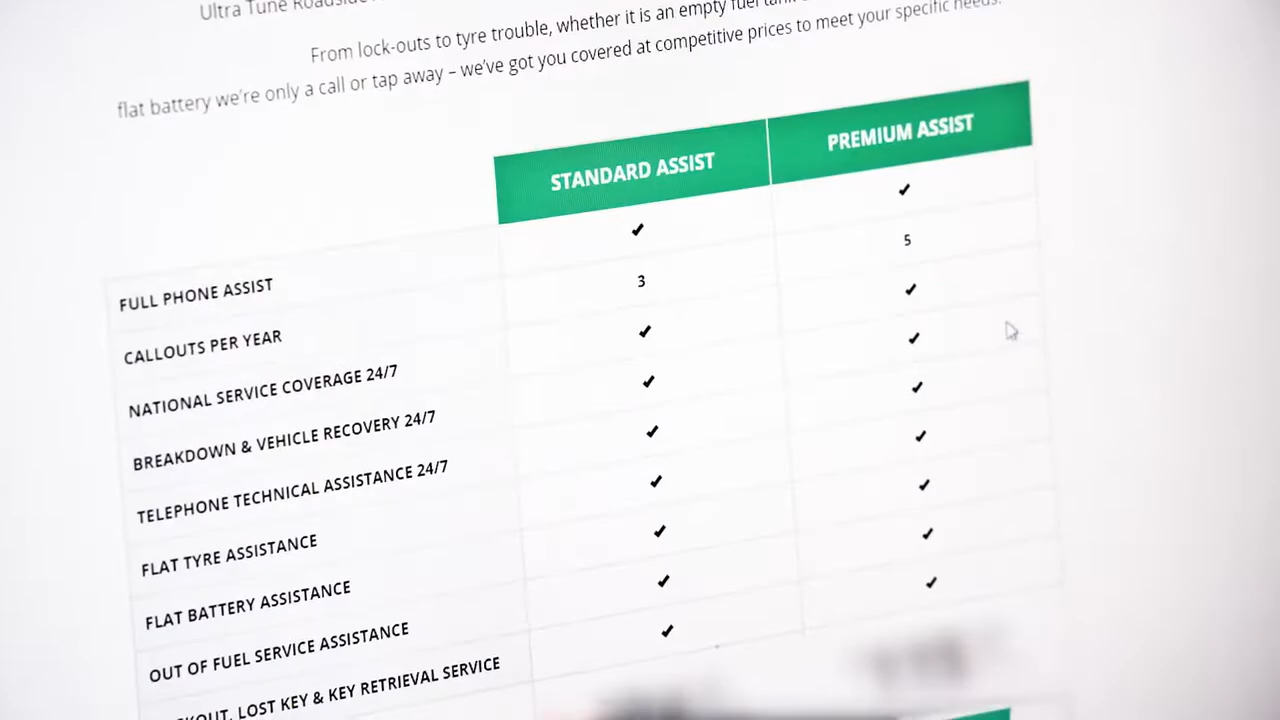 Ultra Tune Roadside
From lock-outs to tyre trouble, whether it is an empty fuel tank
flat battery we're only a call or tap away – we've got you covered at competitive prices to meet your specific needs.
STANDARD ASSIST PREMIUM ASSIST
FULL PHONE ASSIST ✔ ✔
CALLOUTS PER YEAR 3 5
NATIONAL SERVICE COVERAGE 24/7 ✔ ✔
BREAKDOWN & VEHICLE RECOVERY 24/7 ✔ ✔
TELEPHONE TECHNICAL ASSISTANCE 24/7 ✔ ✔
FLAT TYRE ASSISTANCE ✔ ✔
FLAT BATTERY ASSISTANCE ✔ ✔
OUT OF FUEL SERVICE ASSISTANCE ✔ ✔
LOST KEY & KEY RETRIEVAL SERVICE ✔ ✔